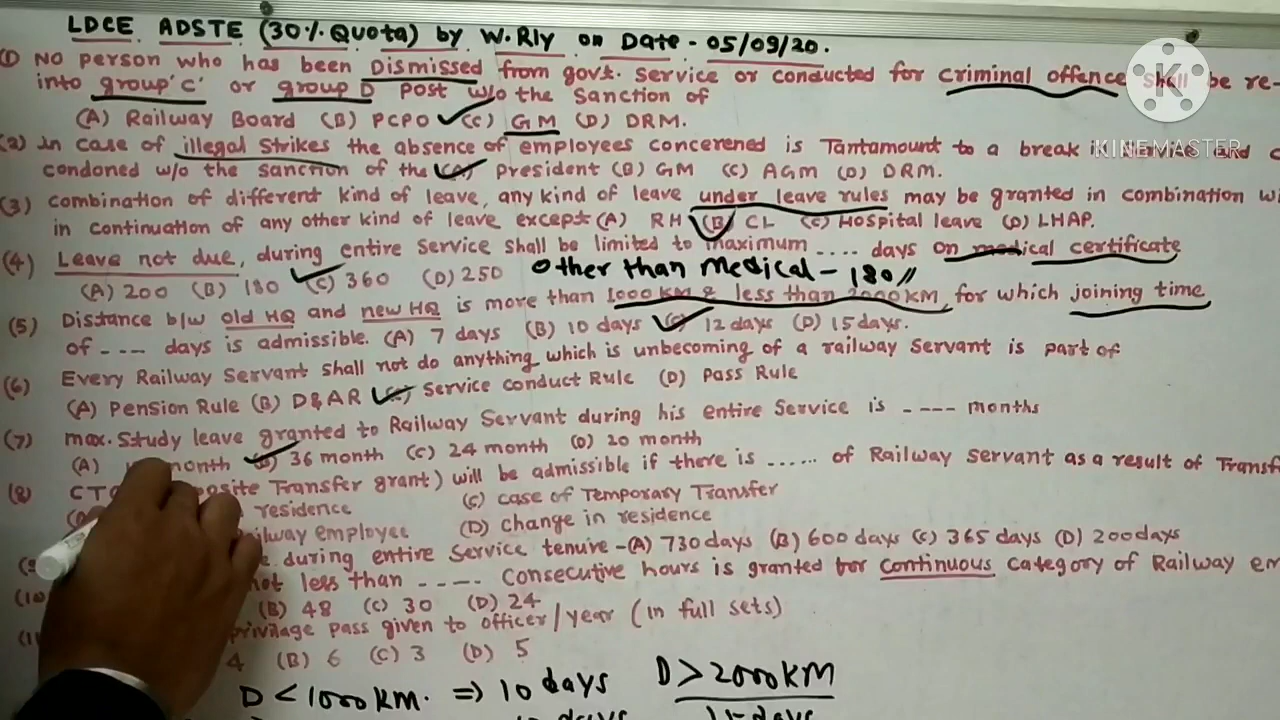 LDCE ADSTE (30% Quota) by W.Rly on Date - 05/09/20.
(1) No person who has been Dismissed from govt. Service or conducted for criminal offence shall be re-
into group 'C' or group D post w/o the Sanction of
(A) Railway Board (B) PCPO (C) GM (D) DRM.
KINEMASTER
(2) In case of illegal Strikes the absence of employees concerened is Tantamount to a break
condoned w/o the Sanction of the (A) President (B) GM (C) AGM (D) DRM.
(3) combination of different kind of leave, any kind of leave under leave rules may be granted in combination
in continuation of any other kind of leave except (A) RH (B) CL (C) Hospital leave (D) LHAP.
(4) Leave not due, during entire Service shall be limited to maximum .... days on medical certificate
(A) 200 (B) 180 (C) 360 (D) 250 Other than medical - 180
(5) Distance b/w old HQ and new HQ is more than 1000 KM & less than 2000 KM, for which joining time
of ---- days is admissible. (A) 7 days (B) 10 days (C) 12 days (D) 15 days.
(6) Every Railway Servant shall not do anything which is unbecoming of a railway Servant is part of
(A) Pension Rule (B) D&AR (C) Service conduct Rule (D) Pass Rule
(7) max. Study leave granted to Railway Servant during his entire Service is ---- months
(A) month (B) 36 month (C) 24 month (D) 20 month
(8) Transfer grant) will be admissible if there is ...... of Railway Servant as a result of
residence (C) case of Temporary Transfer
employee (D) change in residence
during entire Service tenure - (A) 730 days (B) 600 days (C) 365 days (D) 200 days
(10) not less than ----- consecutive hours is granted for continuous category of Railway
(B) 48 (C) 30 (D) 24
privilage pass given to officer/year (in full sets)
4 (B) 6 (C) 3 (D) 5
D < 1000 KM. => 10 days D > 2000 KM
days